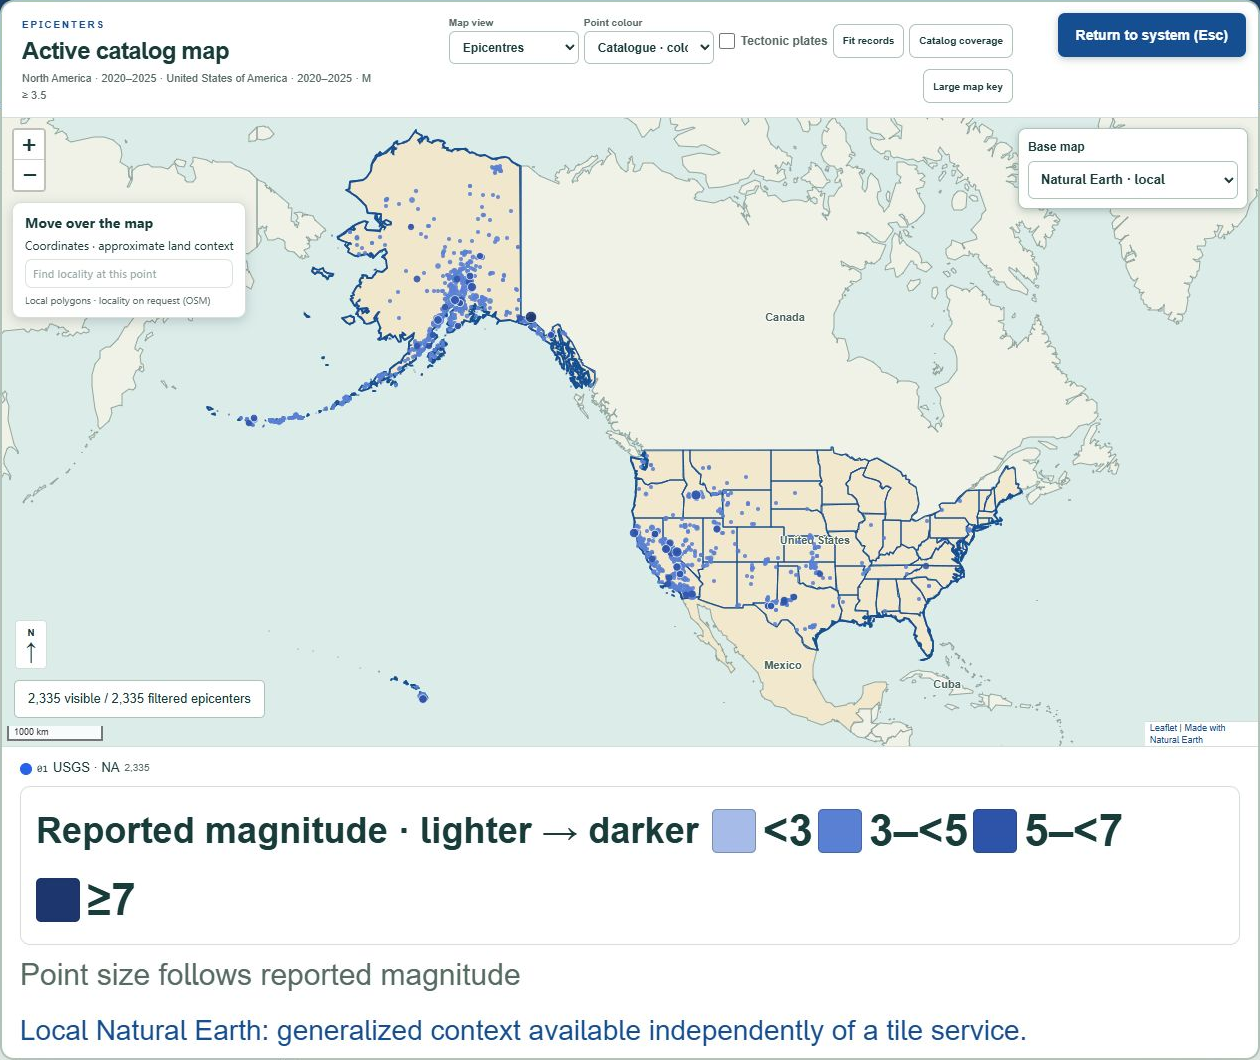 EPICENTERS
Active catalog map
North America · 2020–2025 · United States of America · 2020–2025 · M
≥ 3.5
Map view
Epicentres
Point colour
Catalogue · colo
Tectonic plates
Fit records
Catalog coverage
Large map key
Return to system (Esc)
+
−
Base map
Natural Earth · local
Move over the map
Coordinates · approximate land context
Find locality at this point
Local polygons · locality on request (OSM)
Canada
United States
Mexico
Cuba
N
2,335 visible / 2,335 filtered epicenters
1000 km
Leaflet | Made with
Natural Earth
01 USGS · NA 2,335
Reported magnitude · lighter → darker <3 3–<5 5–<7
≥7
Point size follows reported magnitude
Local Natural Earth: generalized context available independently of a tile service.